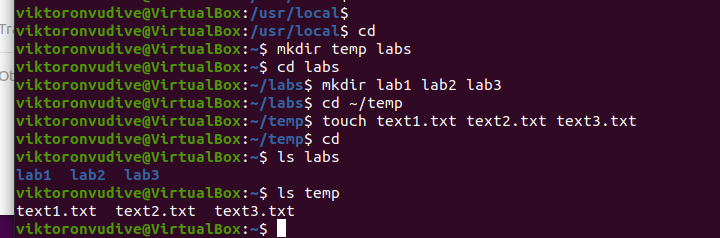 viktoronvudive@VirtualBox:/usr/local$
viktoronvudive@VirtualBox:/usr/local$ cd
viktoronvudive@VirtualBox:~$ mkdir temp labs
viktoronvudive@VirtualBox:~$ cd labs
viktoronvudive@VirtualBox:~/labs$ mkdir lab1 lab2 lab3
viktoronvudive@VirtualBox:~/labs$ cd ~/temp
viktoronvudive@VirtualBox:~/temp$ touch text1.txt text2.txt text3.txt
viktoronvudive@VirtualBox:~/temp$ cd
viktoronvudive@VirtualBox:~$ ls labs
lab1  lab2  lab3
viktoronvudive@VirtualBox:~$ ls temp
text1.txt  text2.txt  text3.txt
viktoronvudive@VirtualBox:~$